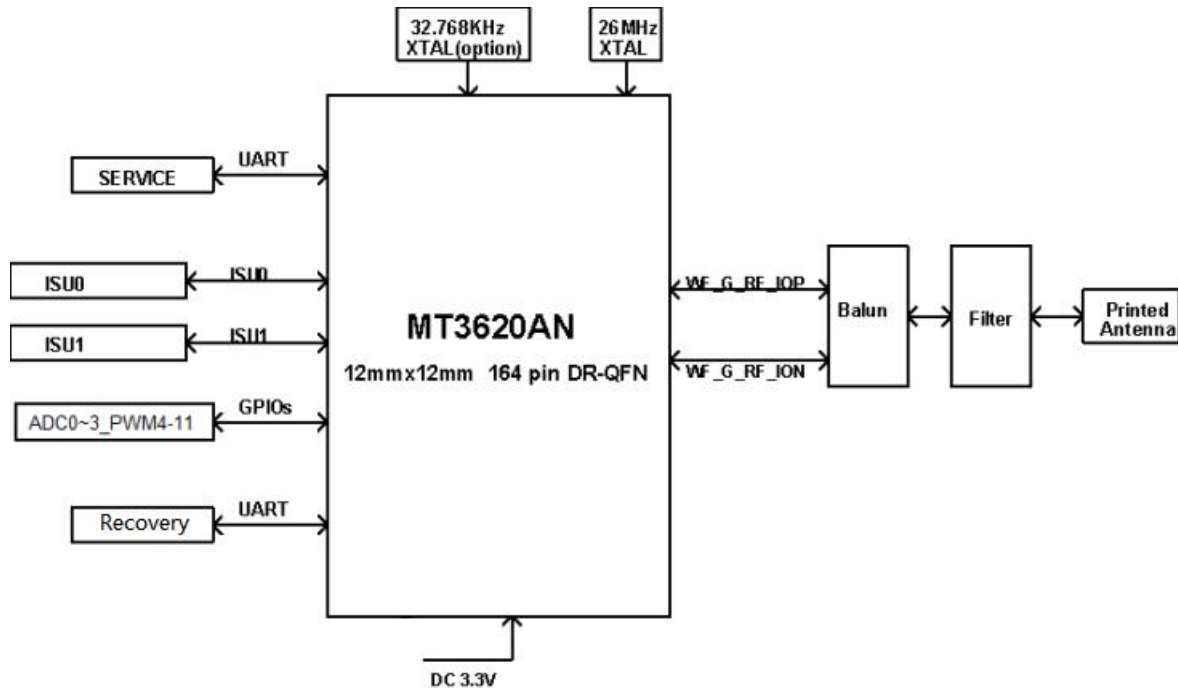 32.768KHz
XTAL(option)
26MHz
XTAL
SERVICE
UART
ISU0
ISU0
ISU1
ISU1
ADC0~3_PWM4-11
GPIOs
Recovery
UART
MT3620AN
12mmx12mm 164 pin DR-QFN
WF_G_RF_IOP
WF_G_RF_ION
Balun
Filter
Printed
Antenna
DC 3.3V